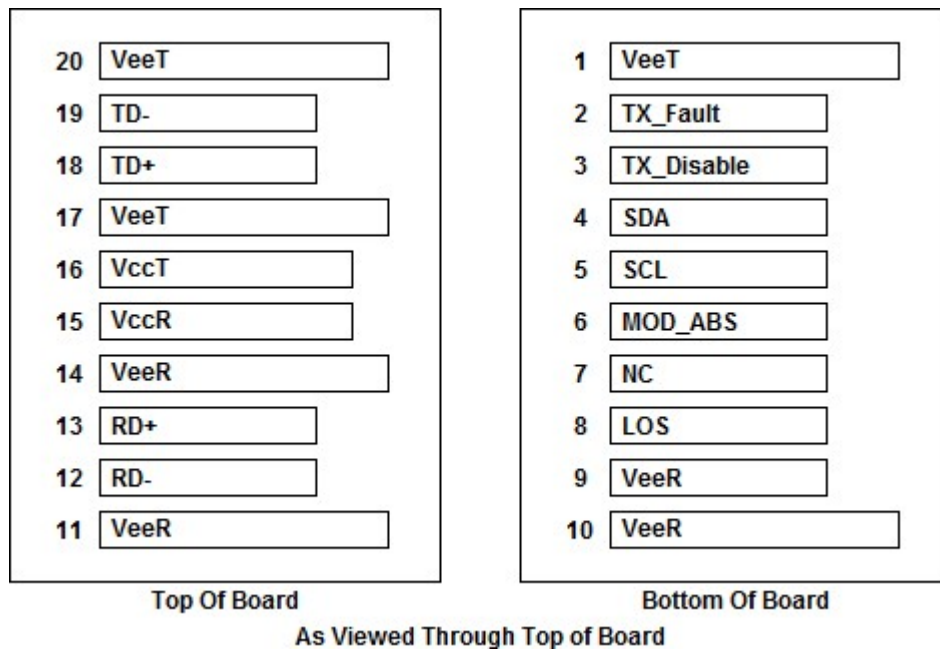 20 VeeT
19 TD-
18 TD+
17 VeeT
16 VccT
15 VccR
14 VeeR
13 RD+
12 RD-
11 VeeR
Top Of Board
1 VeeT
2 TX_Fault
3 TX_Disable
4 SDA
5 SCL
6 MOD_ABS
7 NC
8 LOS
9 VeeR
10 VeeR
Bottom Of Board
As Viewed Through Top of Board